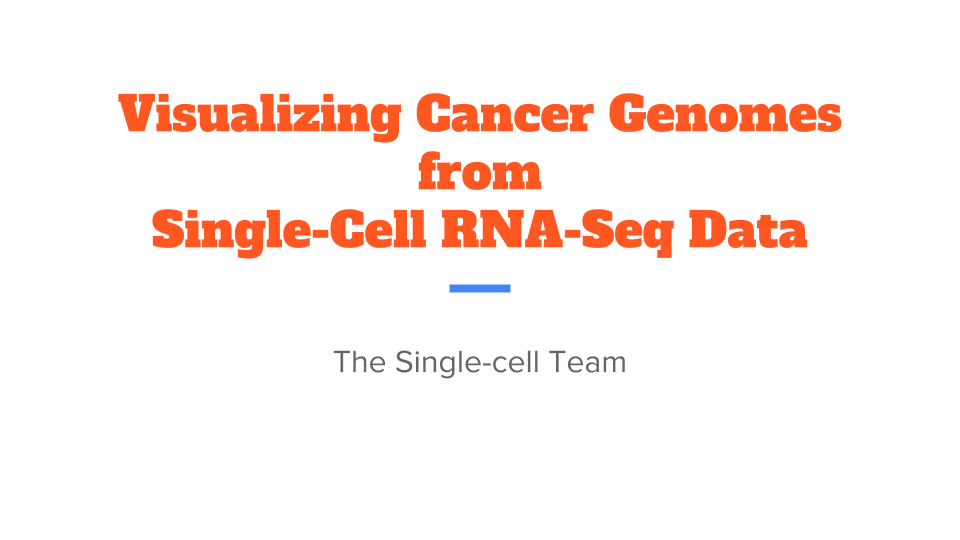 Visualizing Cancer Genomes
from
Single-Cell RNA-Seq Data
The Single-cell Team